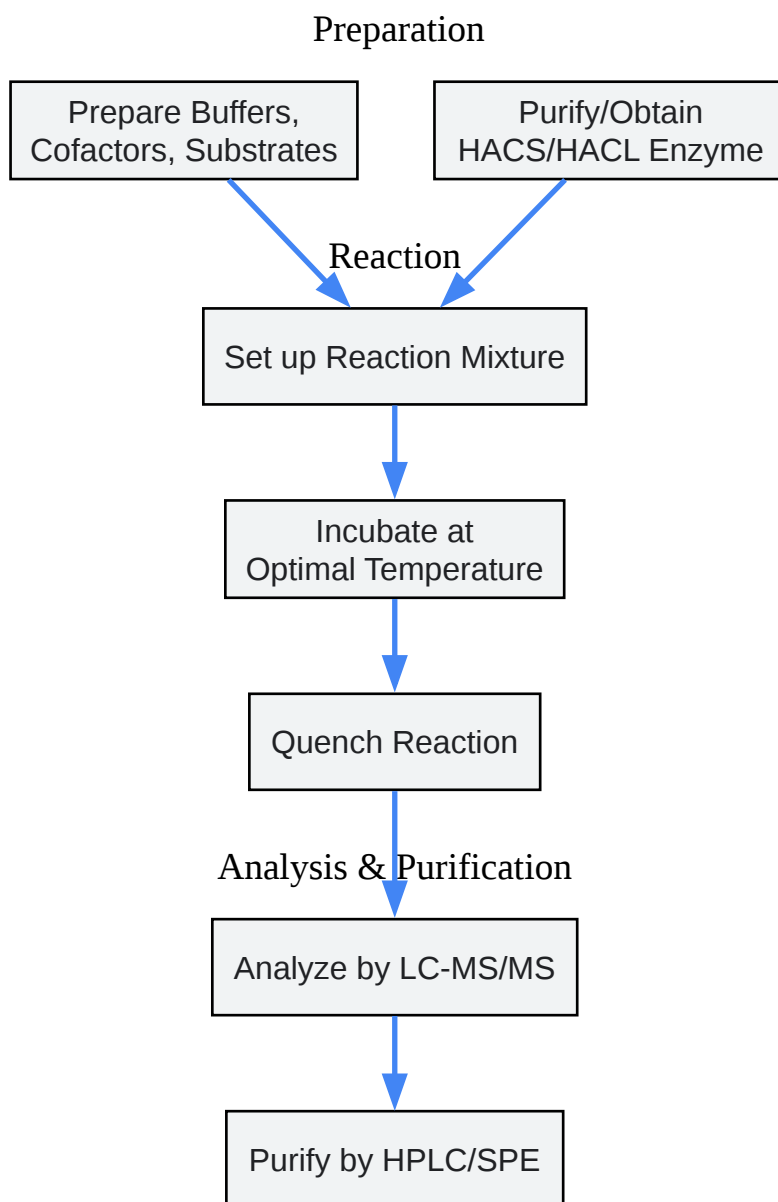 Preparation
Prepare Buffers,
Cofactors, Substrates
Purify/Obtain
HACS/HACL Enzyme
Reaction
Set up Reaction Mixture
Incubate at
Optimal Temperature
Quench Reaction
Analysis & Purification
Analyze by LC-MS/MS
Purify by HPLC/SPE